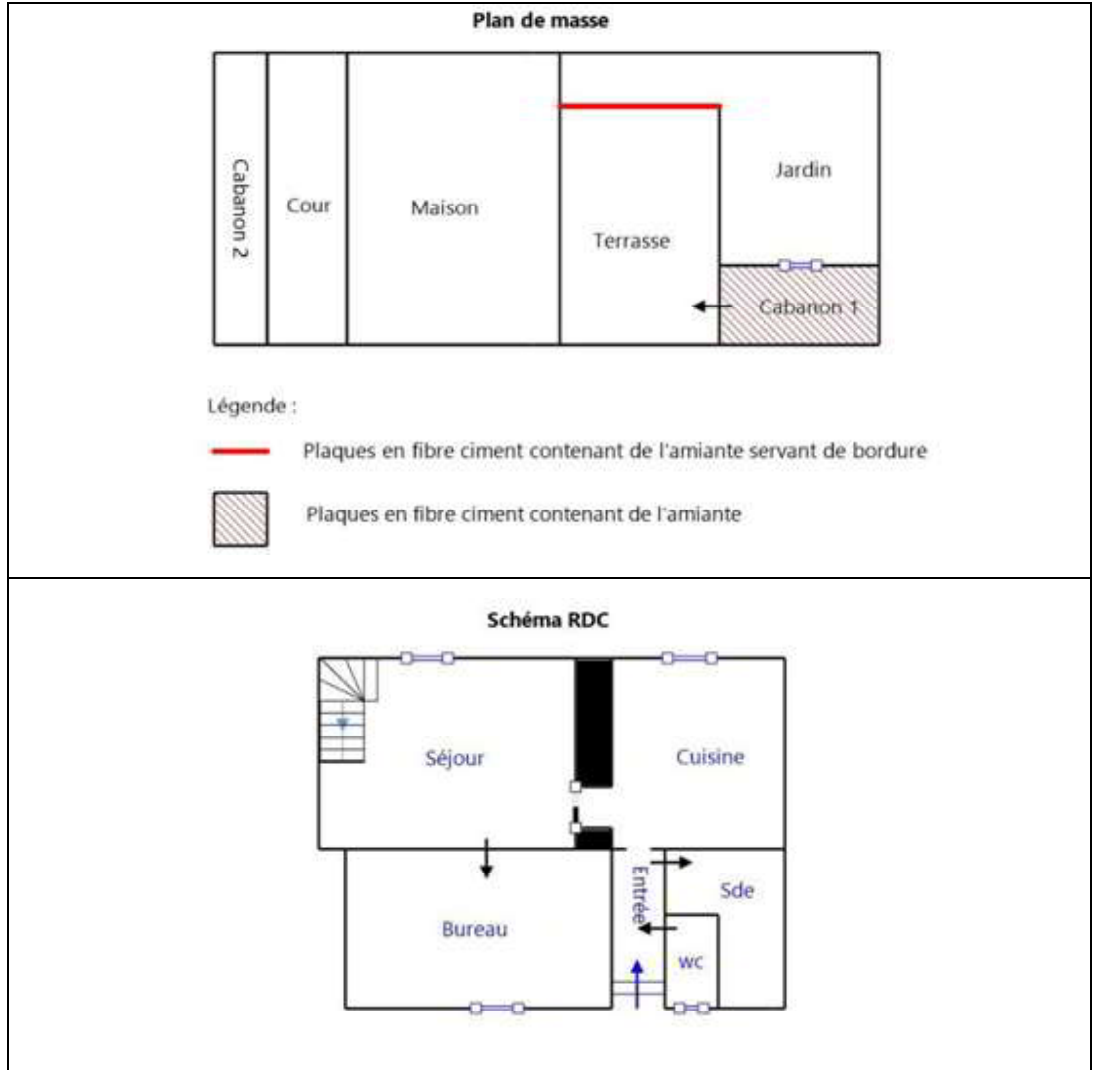 Plan de masse
Cabanon 2
Cour
Maison
Terrasse
Jardin
Cabanon 1
Légende :
Plaques en fibre ciment contenant de l'amiante servant de bordure
Plaques en fibre ciment contenant de l'amiante
Schéma RDC
Séjour
Cuisine
Bureau
Entrée
Sde
wc